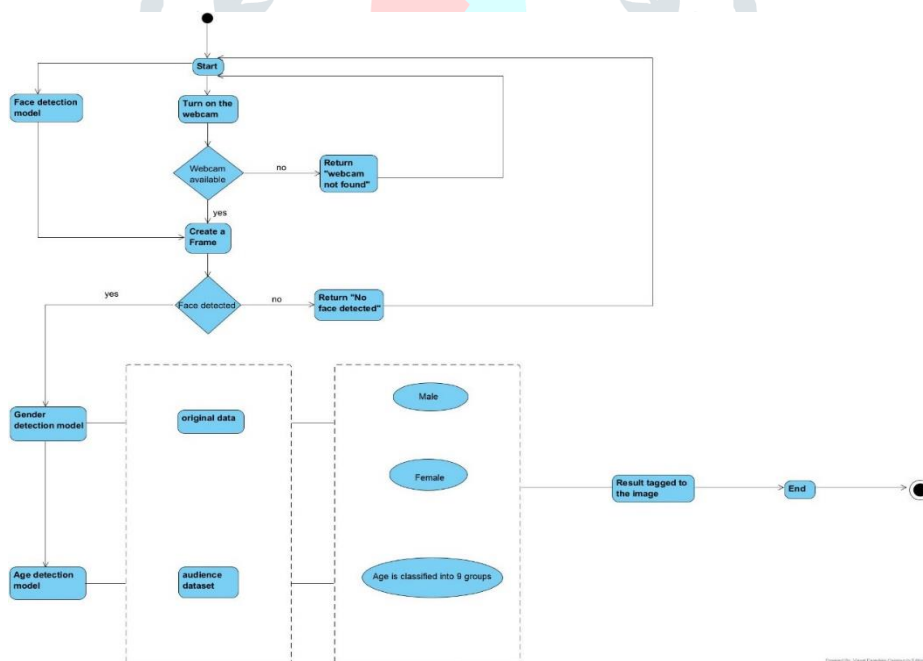 Start
Face detection
model
Turn on the
webcam
Webcam
available
no
Return
"webcam
not found"
yes
Create a
Frame
yes
Face detected
no
Return "No
face detected"
Male
Gender
detection model
original data
Female
Result tagged to
the image
End
Age detection
model
audience
dataset
Age is classified into 9 groups